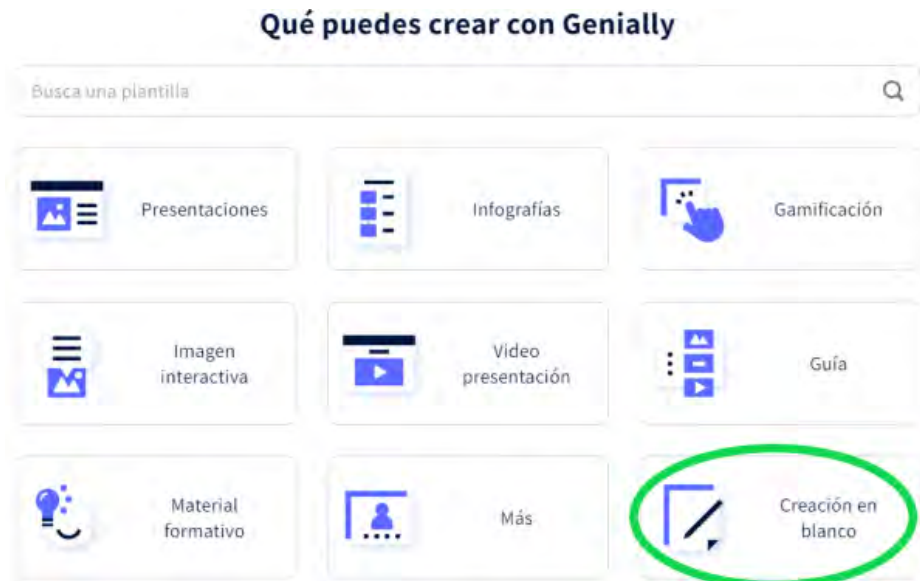 Qué puedes crear con Genially
Busca una plantilla
Presentaciones
Infografías
Gamificación
Imagen
interactiva
Video
presentación
Guía
Material
formativo
Más
Creación en
blanco